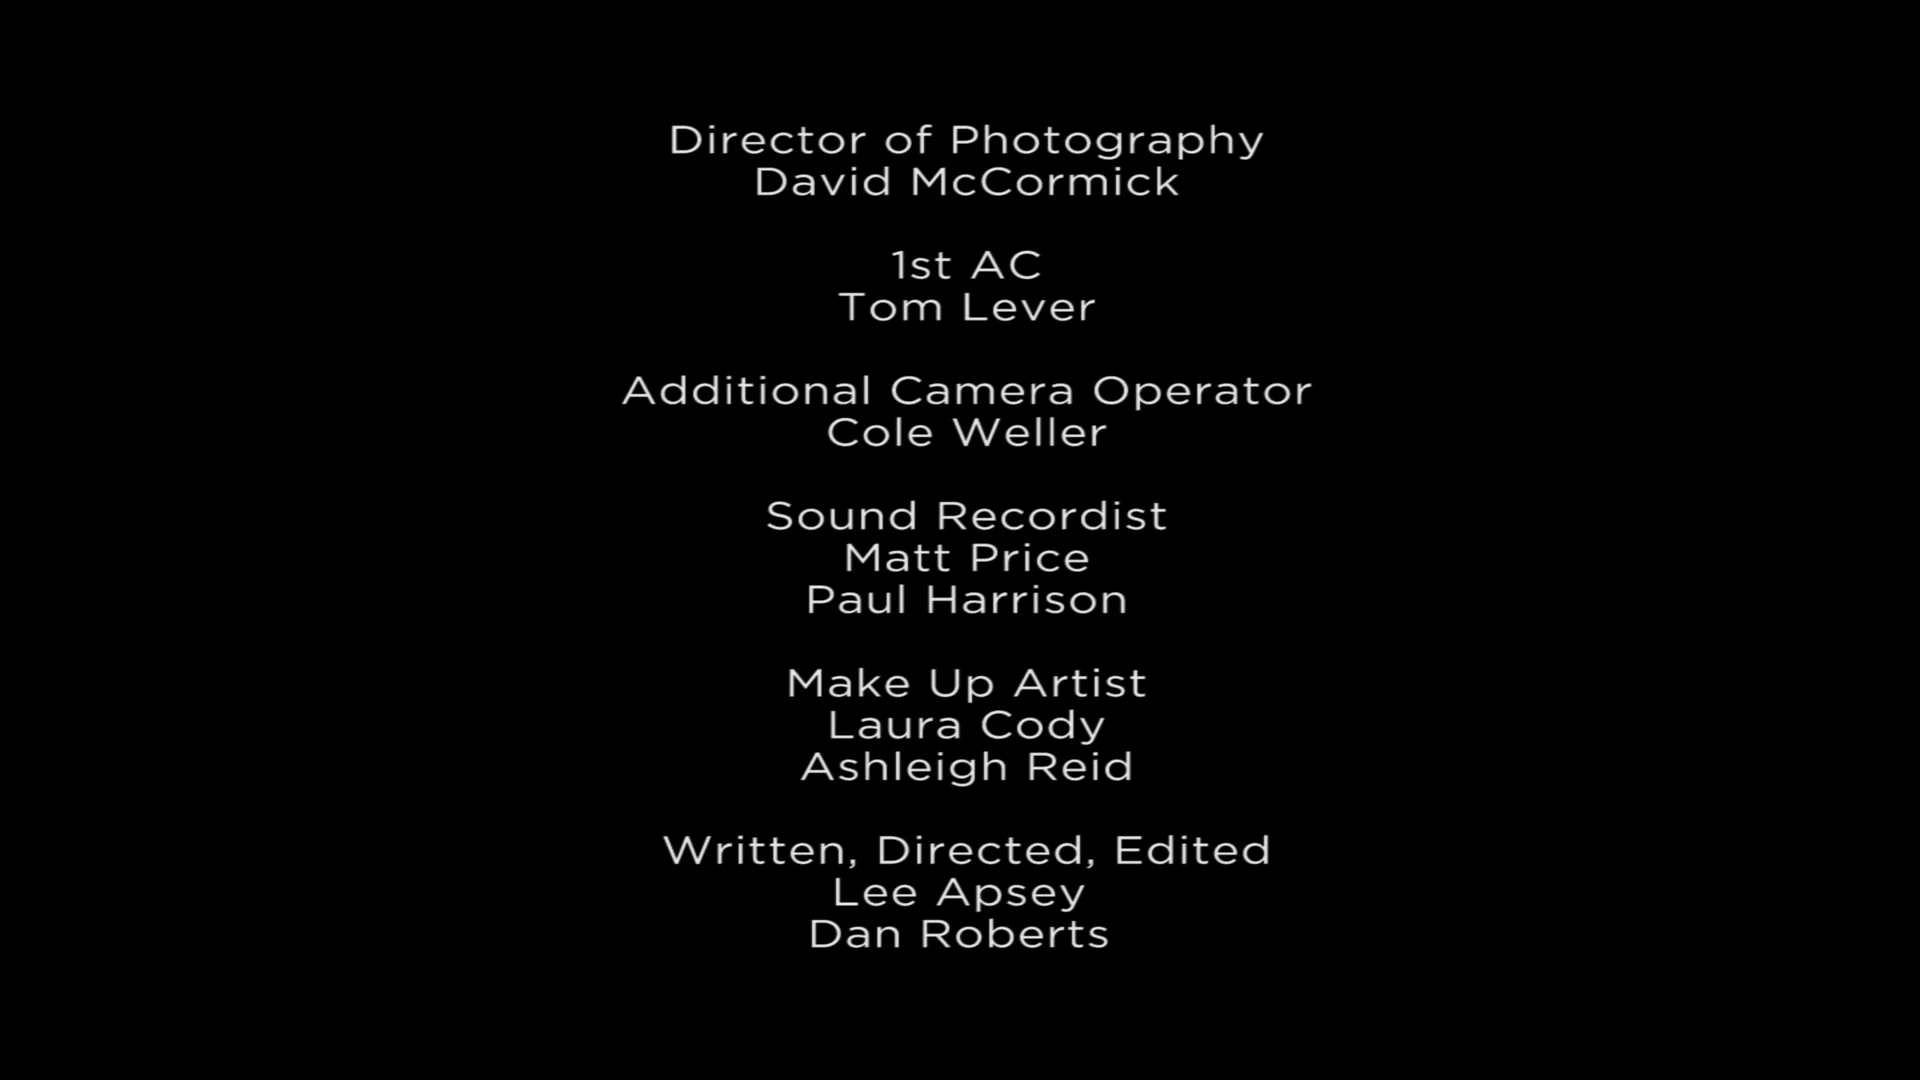 Director of Photography
David McCormick
1st AC
Tom Lever
Additional Camera Operator
Cole Weller
Sound Recordist
Matt Price
Paul Harrison
Make Up Artist
Laura Cody
Ashleigh Reid
Written, Directed, Edited
Lee Apsey
Dan Roberts